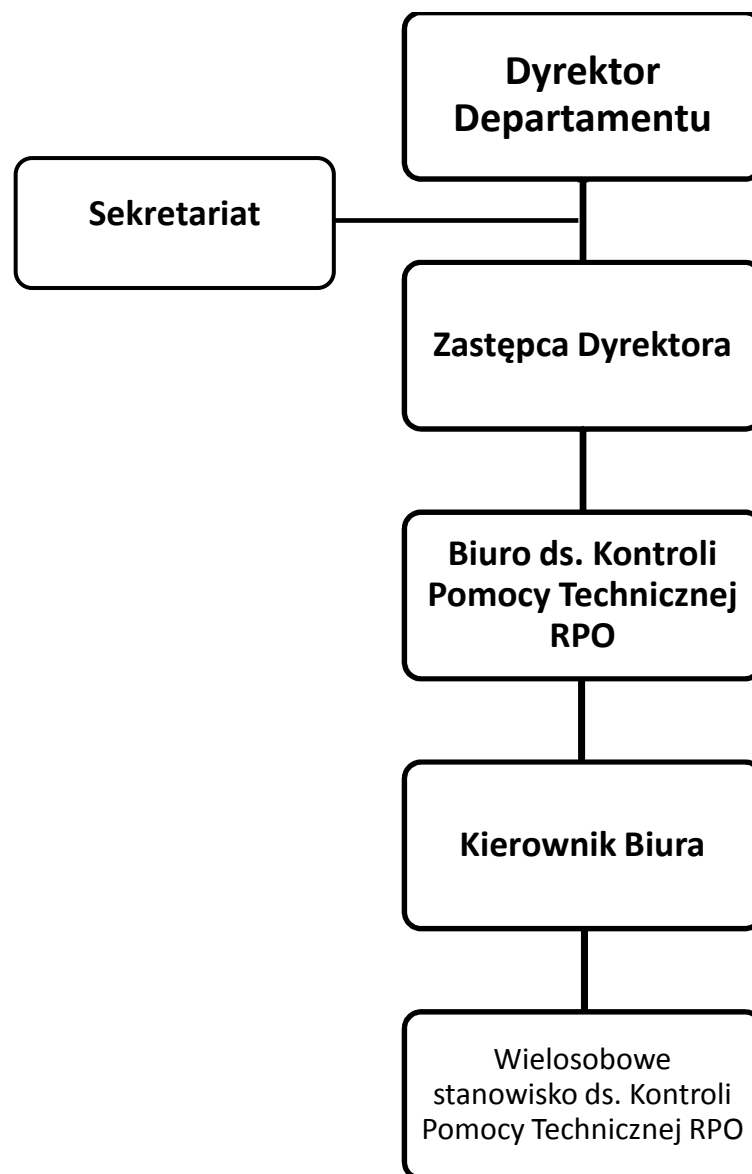 Dyrektor
Departamentu
Sekretariat
Zastępca Dyrektora
Biuro ds. Kontroli
Pomocy Technicznej
RPO
Kierownik Biura
Wielosobowe
stanowisko ds. Kontroli
Pomocy Technicznej RPO